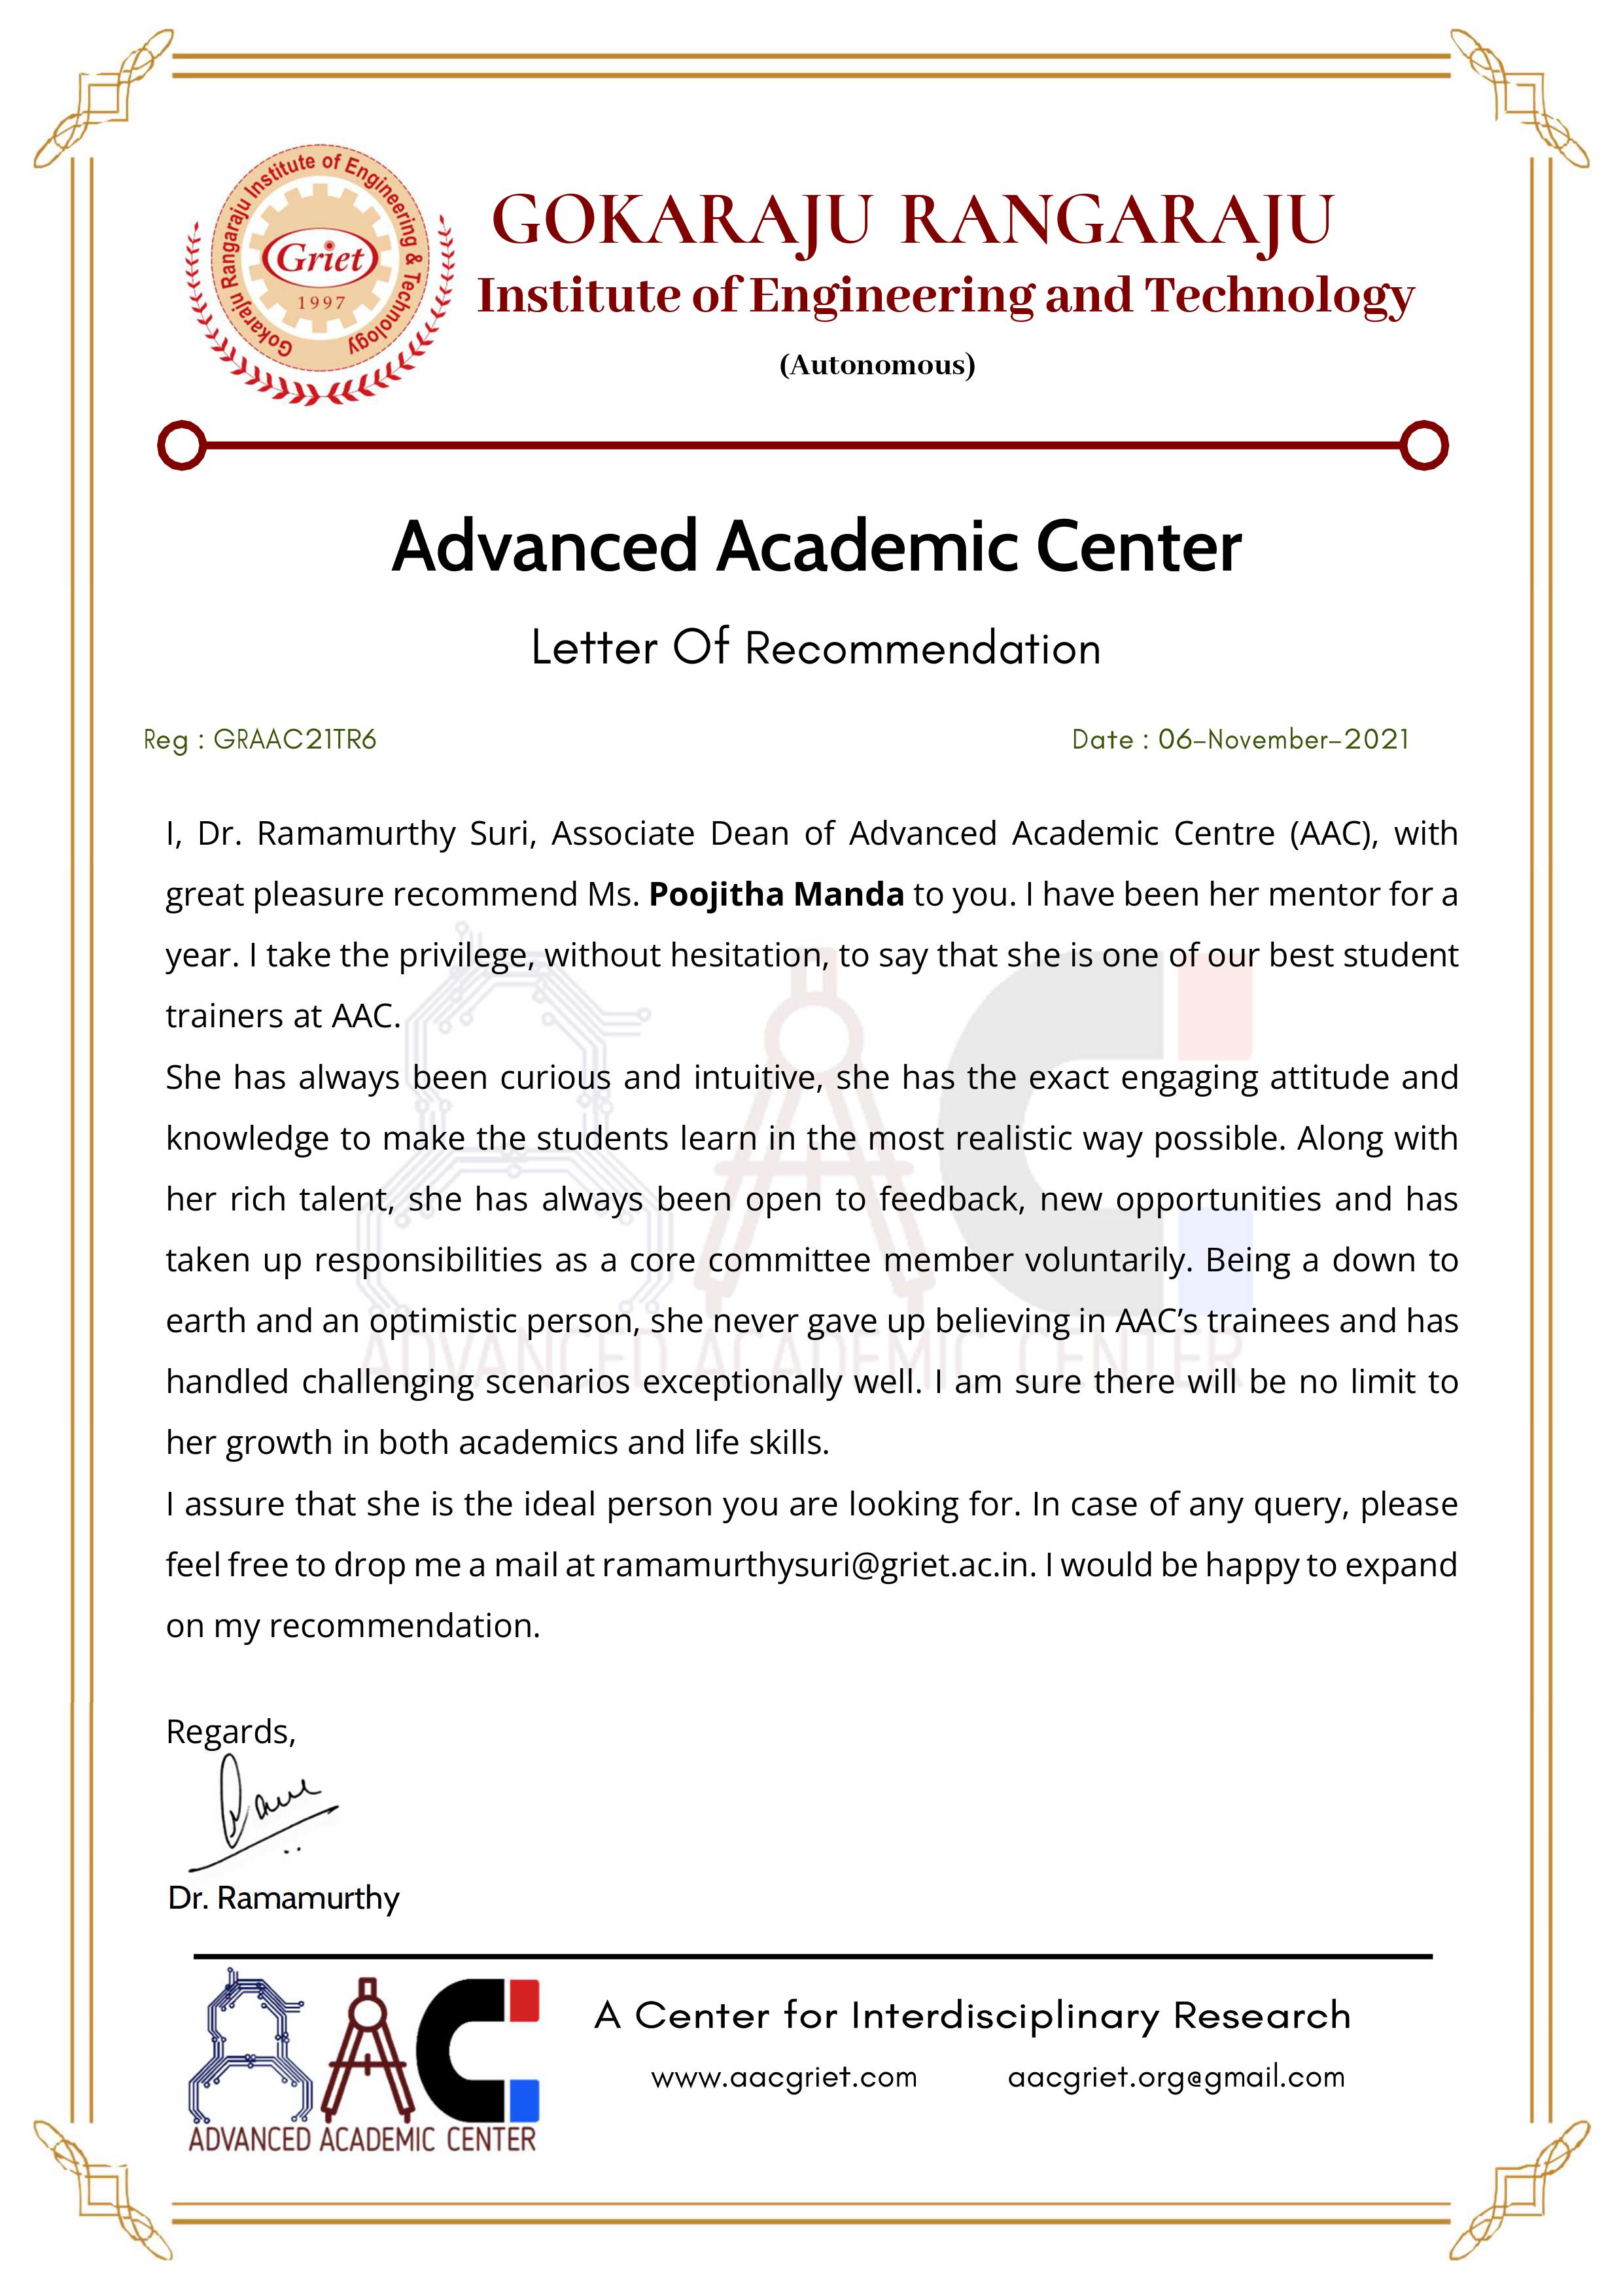 Gokaraju Rangaraju Institute of Engineering & Technology
Griet
1997
GOKARAJU RANGARAJU
Institute of Engineering and Technology
(Autonomous)
Advanced Academic Center
Letter Of Recommendation
Reg : GRAAC21TR6
Date : 06-November-2021
I, Dr. Ramamurthy Suri, Associate Dean of Advanced Academic Centre (AAC), with
great pleasure recommend Ms. Poojitha Manda to you. I have been her mentor for a
year. I take the privilege, without hesitation, to say that she is one of our best student
trainers at AAC.
She has always been curious and intuitive, she has the exact engaging attitude and
knowledge to make the students learn in the most realistic way possible. Along with
her rich talent, she has always been open to feedback, new opportunities and has
taken up responsibilities as a core committee member voluntarily. Being a down to
earth and an optimistic person, she never gave up believing in AAC’s trainees and has
handled challenging scenarios exceptionally well. I am sure there will be no limit to
her growth in both academics and life skills.
I assure that she is the ideal person you are looking for. In case of any query, please
feel free to drop me a mail at ramamurthysuri@griet.ac.in. I would be happy to expand
on my recommendation.
AAC
ADVANCED ACADEMIC CENTER
Regards,
Dr. Ramamurthy
AAC
ADVANCED ACADEMIC CENTER
A Center for Interdisciplinary Research
www.aacgriet.com
aacgriet.org@gmail.com